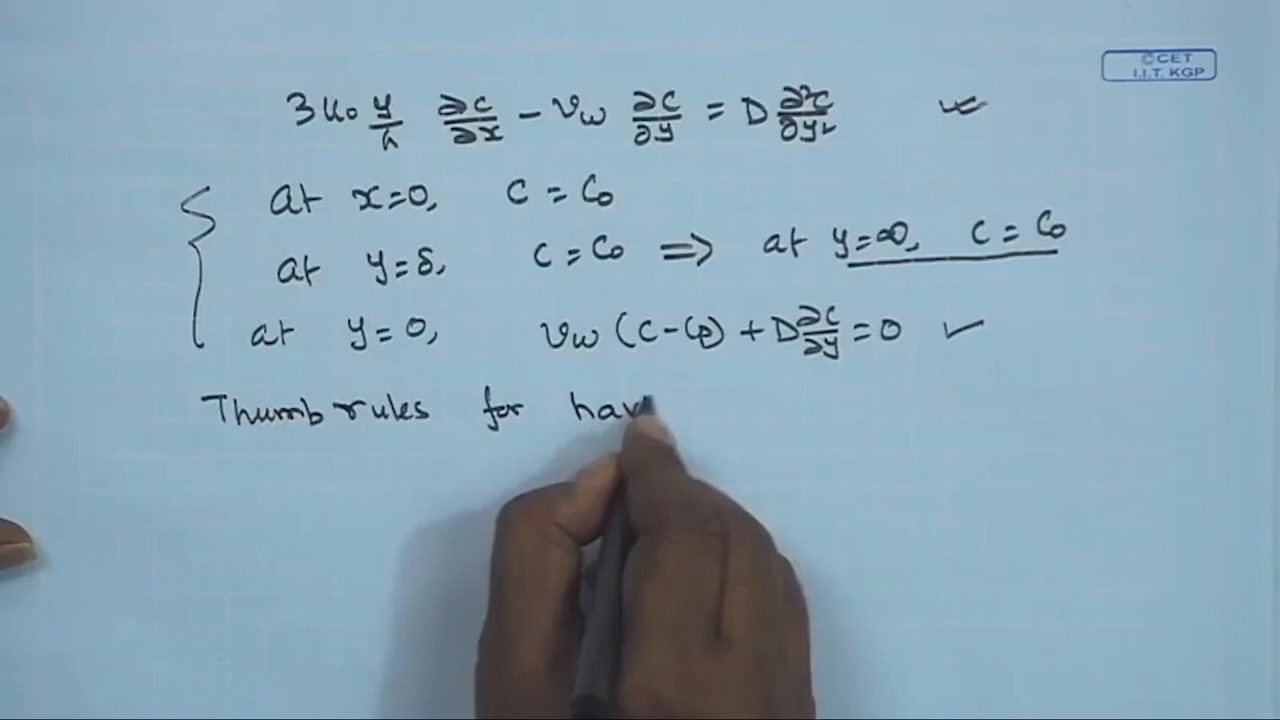 ©CET
I.I.T. KGP
3u₀ y/h ∂c/∂x - v_w ∂c/∂y = D ∂²c/∂y²
at x=0, c = c₀
at y=δ, c = c₀ ⇒ at y=∞, c = c₀
at y=0, v_w (c-c_p) + D ∂c/∂y = 0
Thumb rules for hav